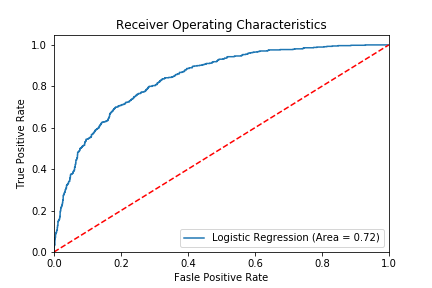 Receiver Operating Characteristics
True Positive Rate
1.0
0.8
0.6
0.4
0.2
0.0
Logistic Regression (Area = 0.72)
0.0 0.2 0.4 0.6 0.8 1.0
Fasle Positive Rate